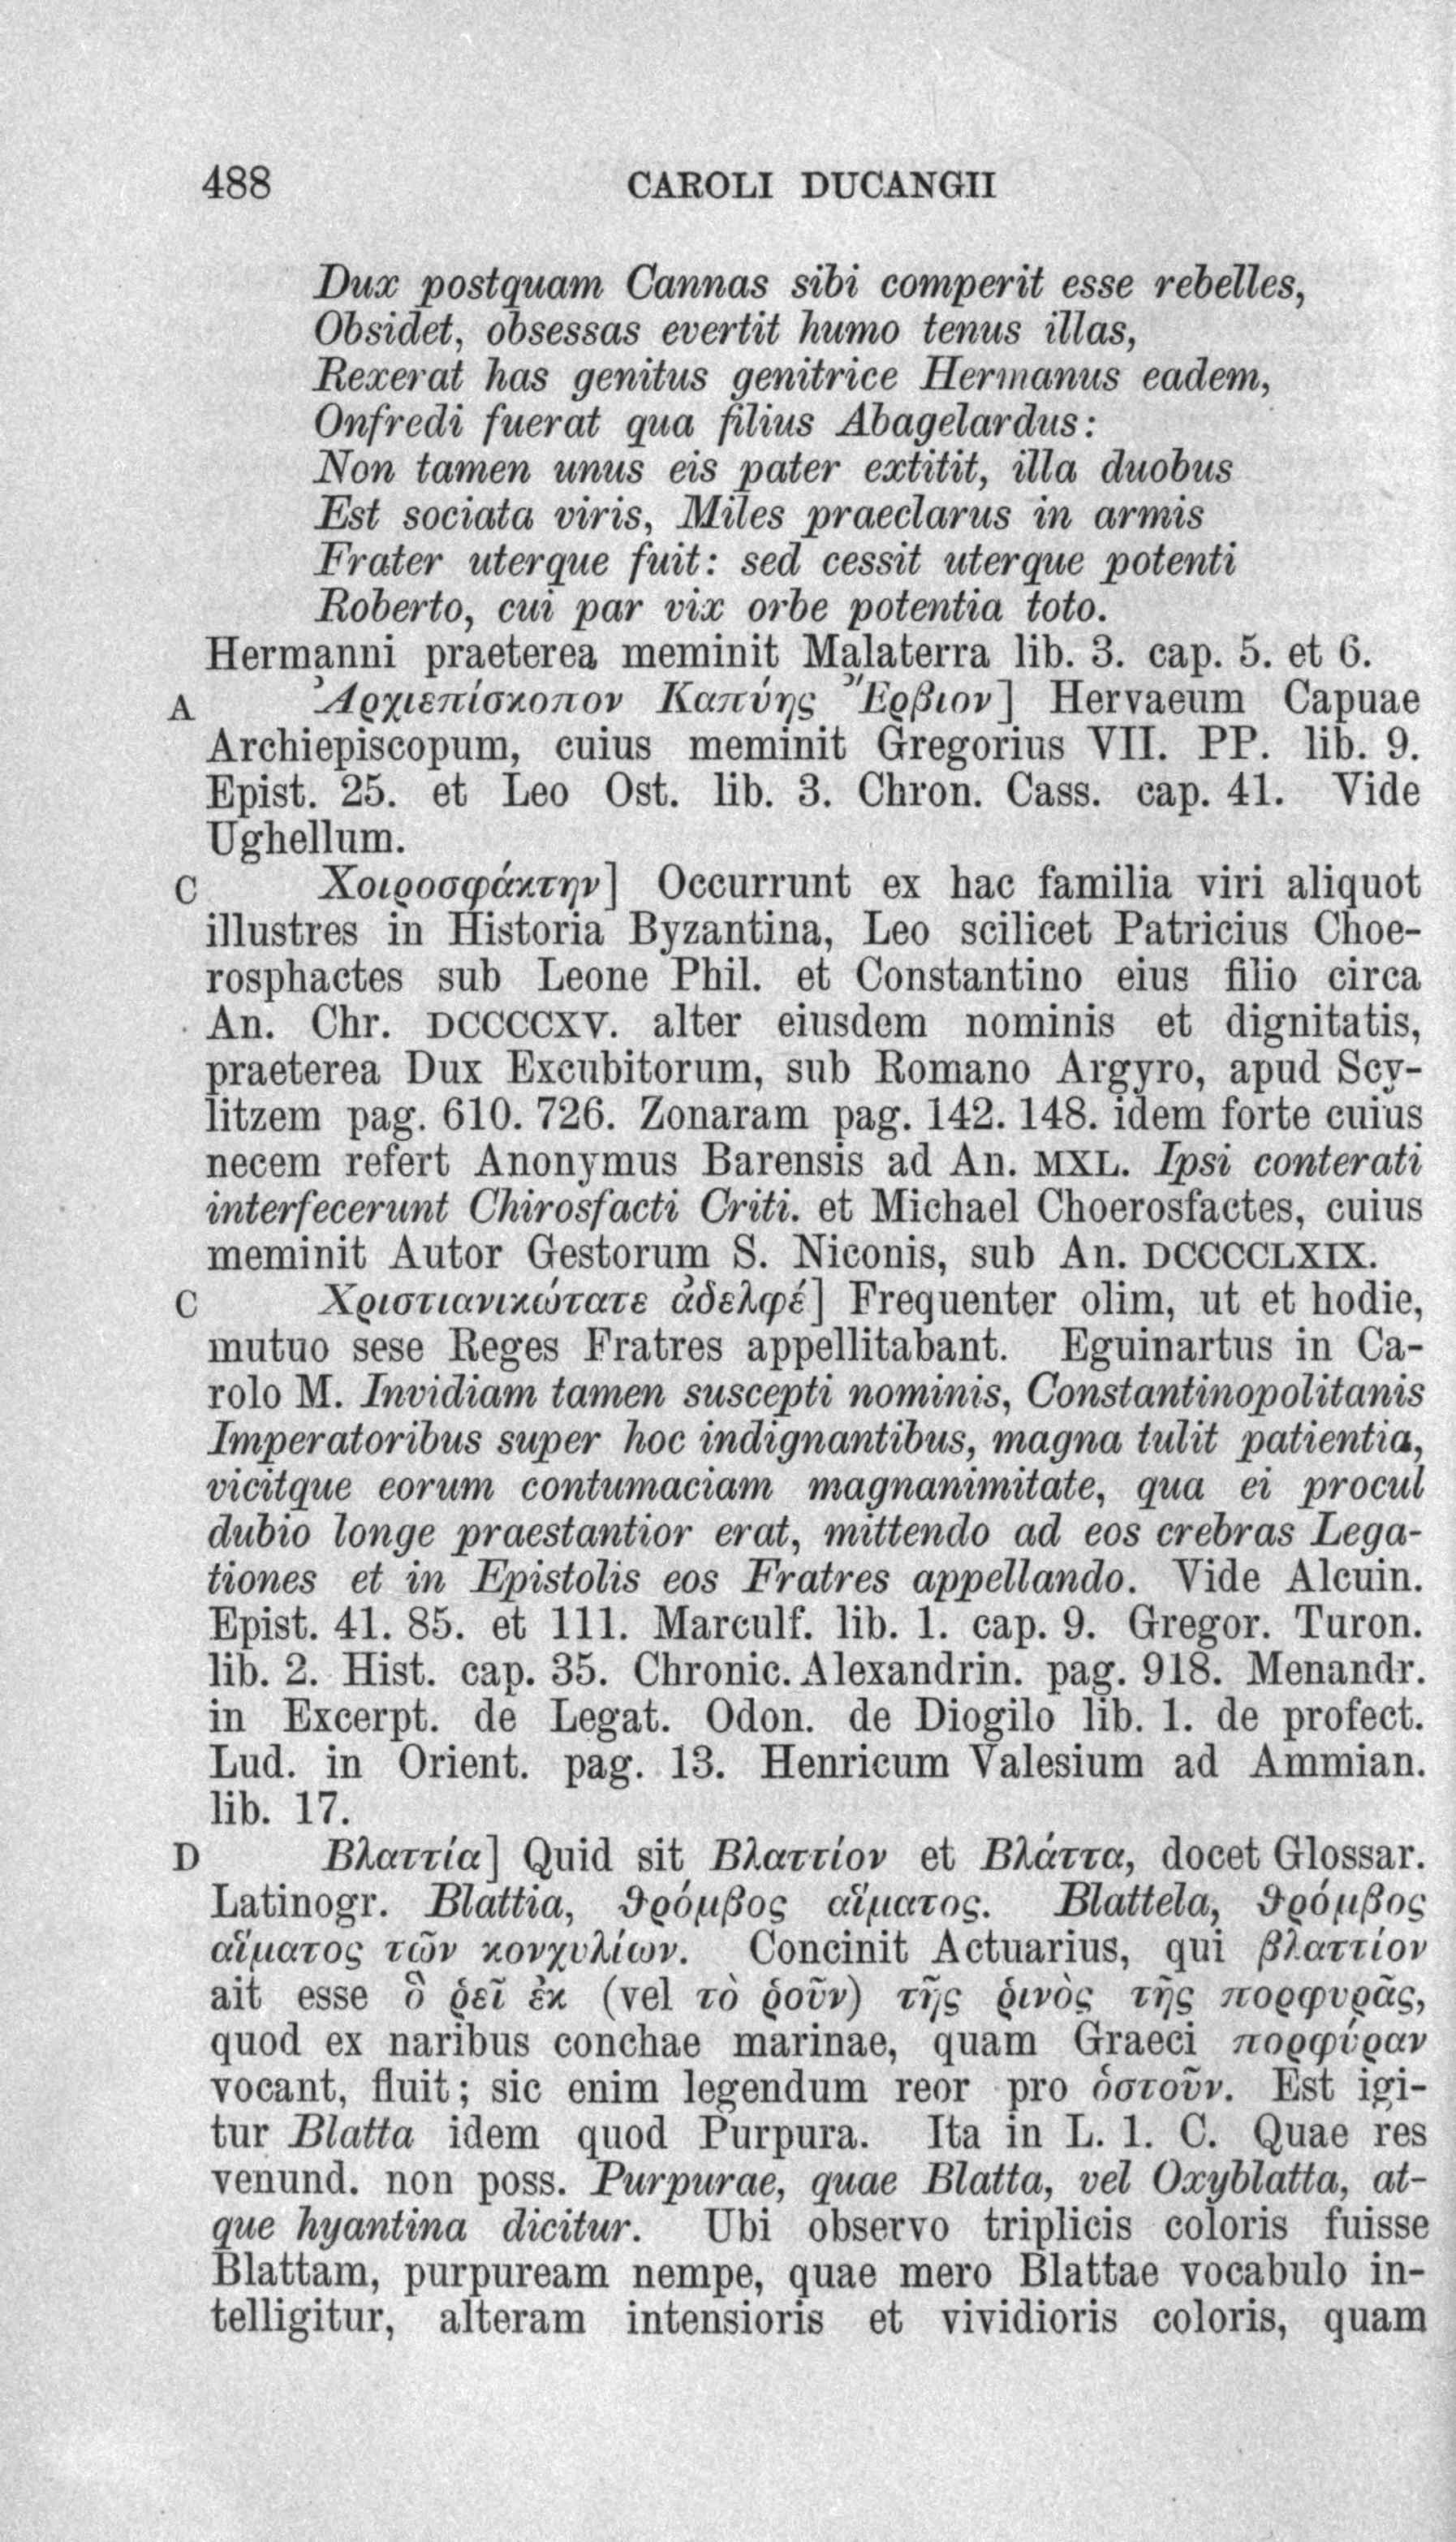 488 CAROLI DUCANGII
Dux postquam Cannas sibi comperit esse rebelles,
Obsidet, obsessas evertit humo tenus illas,
Rexerat has genitus genitrice Hermanus eadem,
Onfredi fuerat qua filius Abagelardus:
Non tamen unus eis pater extitit, illa duobus
Est sociata viris, Miles praeclarus in armis
Frater uterque fuit: sed cessit uterque potenti
Roberto, cui par vix orbe potentia toto.
Hermanni praeterea meminit Malaterra lib. 3. cap. 5. et 6.
A Ἀρχιεπίσκοπον Καπύης Ἔρβιον] Hervaeum Capuae
Archiepiscopum, cuius meminit Gregorius VII. PP. lib. 9.
Epist. 25. et Leo Ost. lib. 3. Chron. Cass. cap. 41. Vide
Ughellum.
C Χοιροσφάκτην] Occurrunt ex hac familia viri aliquot
illustres in Historia Byzantina, Leo scilicet Patricius Choe-
rosphactes sub Leone Phil. et Constantino eius filio circa
An. Chr. DCCCCXV. alter eiusdem nominis et dignitatis,
praeterea Dux Excubitorum, sub Romano Argyro, apud Scy-
litzem pag. 610. 726. Zonaram pag. 142. 148. idem forte cuius
necem refert Anonymus Barensis ad An. MXL. Ipsi conterati
interfecerunt Chirosfacti Criti. et Michael Choerosfactes, cuius
meminit Autor Gestorum S. Niconis, sub An. DCCCCLXIX.
C Χριστιανικώτατε ἀδελφέ] Frequenter olim, ut et hodie,
mutuo sese Reges Fratres appellitabant. Eguinartus in Ca-
rolo M. Invidiam tamen suscepti nominis, Constantinopolitanis
Imperatoribus super hoc indignantibus, magna tulit patientia,
vicitque eorum contumaciam magnanimitate, qua ei procul
dubio longe praestantior erat, mittendo ad eos crebras Lega-
tiones et in Epistolis eos Fratres appellando. Vide Alcuin.
Epist. 41. 85. et 111. Marculf. lib. 1. cap. 9. Gregor. Turon.
lib. 2. Hist. cap. 35. Chronic. Alexandrin. pag. 918. Menandr.
in Excerpt. de Legat. Odon. de Diogilo lib. 1. de profect.
Lud. in Orient. pag. 13. Henricum Valesium ad Ammian.
lib. 17.
D Βλαττία] Quid sit Βλαττίον et Βλάττα, docet Glossar.
Latinogr. Blattia, θρόμβος αἵματος. Blattela, θρόμβος
αἵματος τῶν κονχυλίων. Concinit Actuarius, qui βλαττίον
ait esse ὃ ῥεῖ ἐκ (vel τὸ ῥοῦν) τῆς ῥινὸς τῆς πορφυρᾶς,
quod ex naribus conchae marinae, quam Graeci πορφύραν
vocant, fluit; sic enim legendum reor pro ὀστοῦν. Est igi-
tur Blatta idem quod Purpura. Ita in L. 1. C. Quae res
venund. non poss. Purpurae, quae Blatta, vel Oxyblatta, at-
que hyantina dicitur. Ubi observo triplicis coloris fuisse
Blattam, purpuream nempe, quae mero Blattae vocabulo in-
telligitur, alteram intensioris et vividioris coloris, quam